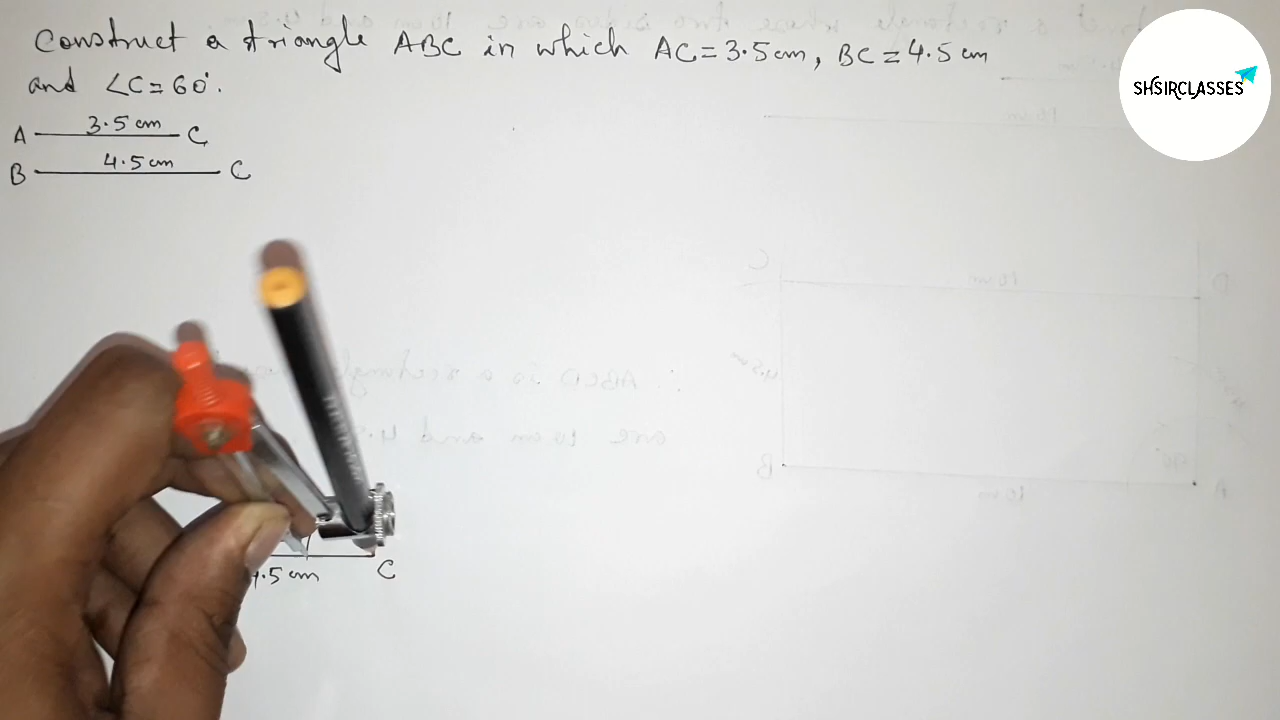 Construct a triangle ABC in which AC = 3.5 cm, BC = 4.5 cm
and ∠C = 60°.
A 3.5 cm C
B 4.5 cm C
4.5 cm C
SHSIRCLASSES